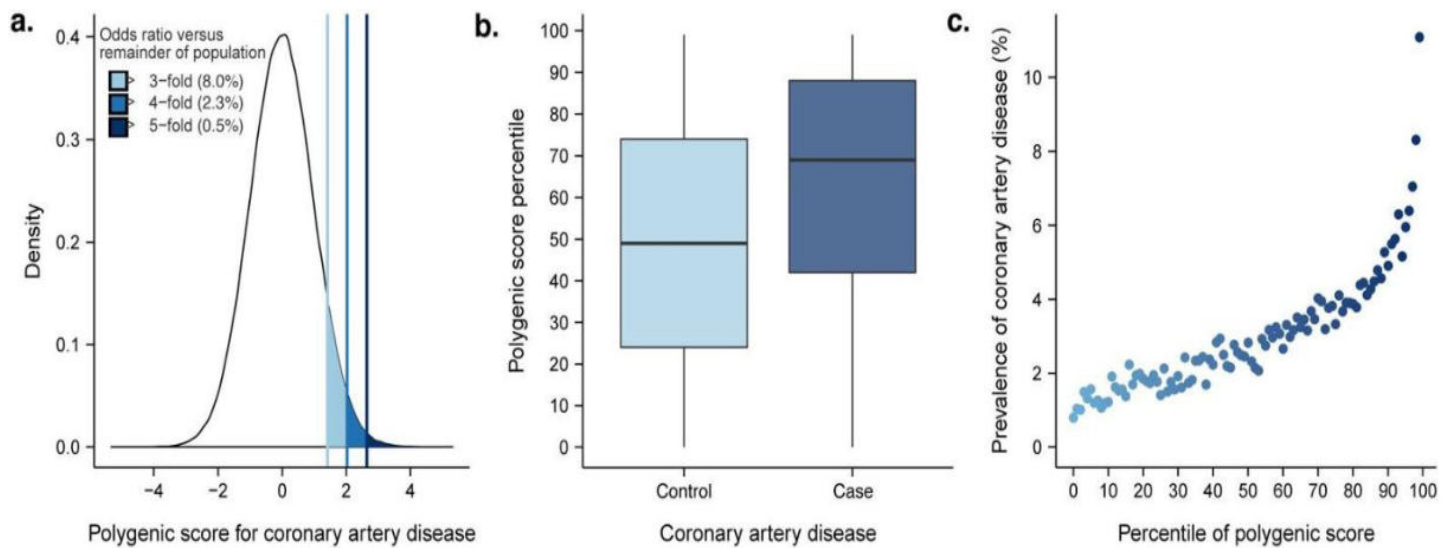 a.
Odds ratio versus
remainder of population
> 3-fold (8.0%)
> 4-fold (2.3%)
> 5-fold (0.5%)
Density
0.4
0.3
0.2
0.1
0.0
−4 −2 0 2 4
Polygenic score for coronary artery disease
b.
Polygenic score percentile
100
90
80
70
60
50
40
30
20
10
0
Control Case
Coronary artery disease
c.
Prevalence of coronary artery disease (%)
10
8
6
4
2
0
0 10 20 30 40 50 60 70 80 90 100
Percentile of polygenic score